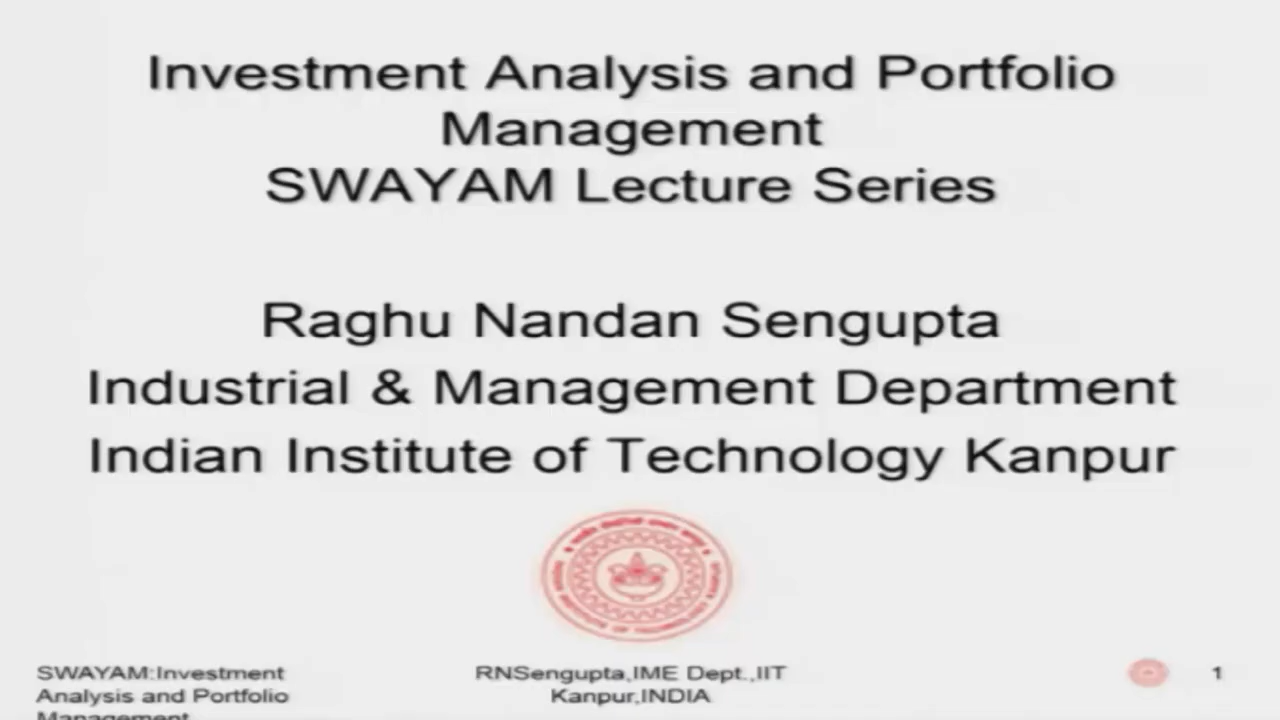 Investment Analysis and Portfolio
Management
SWAYAM Lecture Series
Raghu Nandan Sengupta
Industrial & Management Department
Indian Institute of Technology Kanpur
SWAYAM:Investment
Analysis and Portfolio
Management
RNSengupta,IME Dept.,IIT
Kanpur,INDIA
1